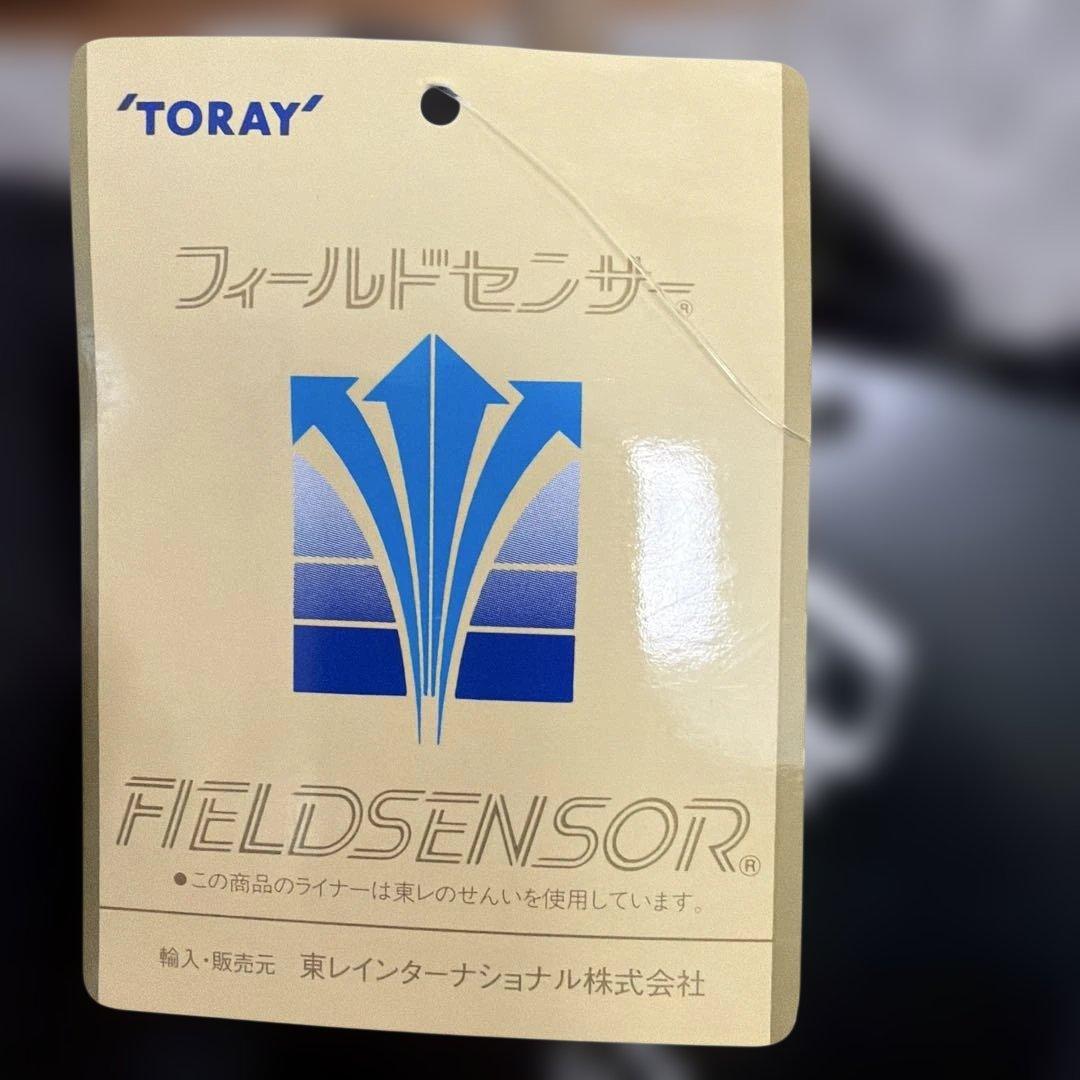 'TORAY'
フィールドセンサー®
FIELDSENSOR®
●この商品のライナーは東レのせんいを使用しています。
輸入・販売元 東レインターナショナル株式会社